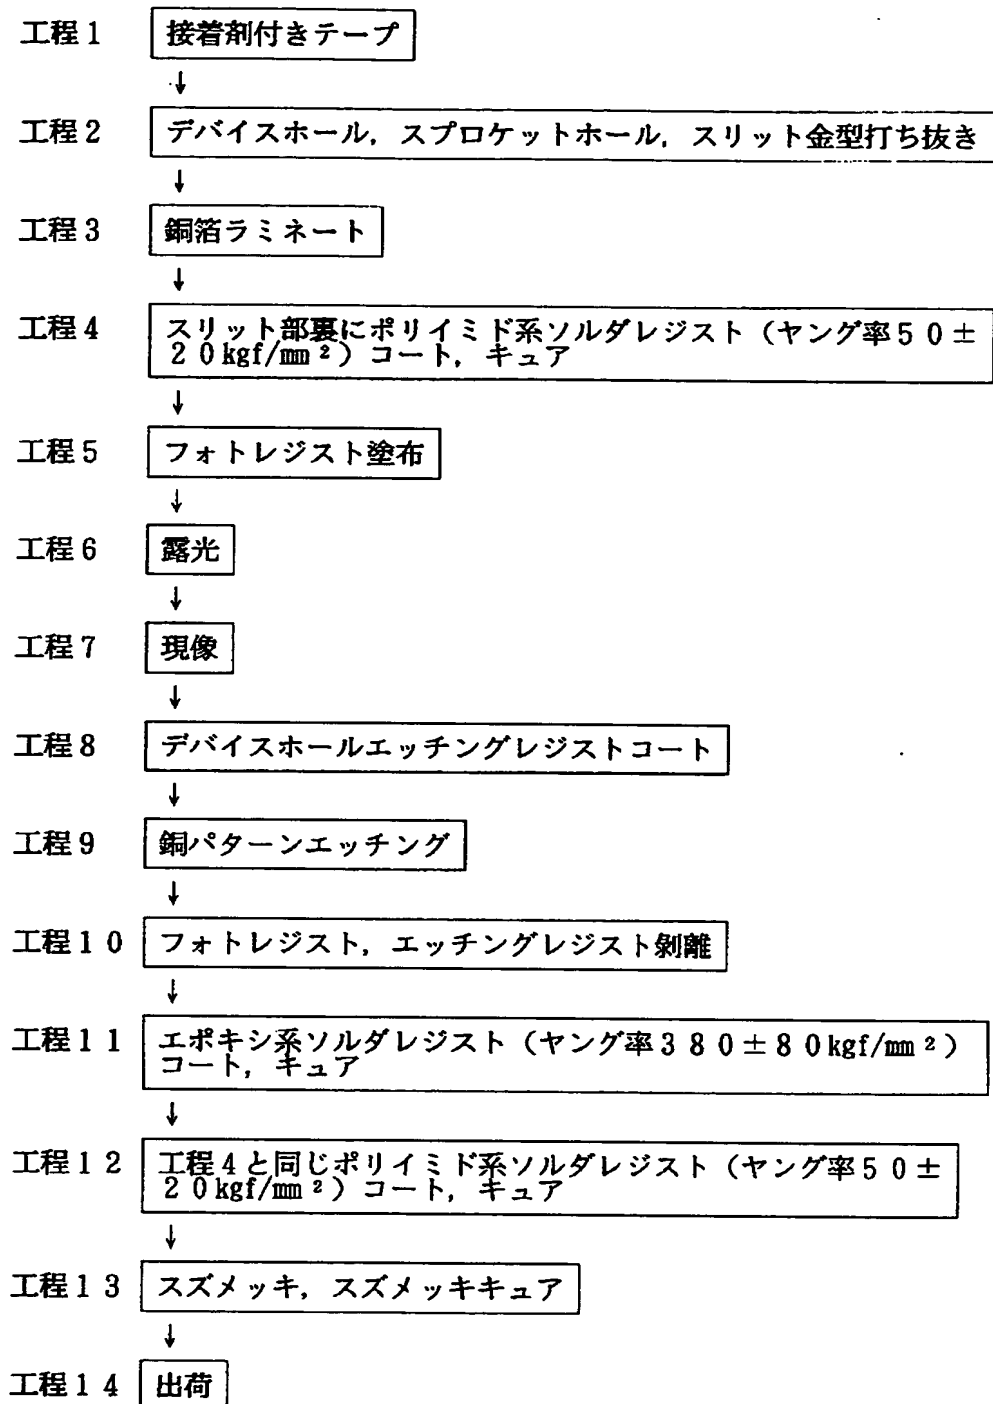 工程1 接着剤付きテープ
↓
工程2 デバイスホール，スプロケットホール，スリット金型打ち抜き
↓
工程3 銅箔ラミネート
↓
工程4 スリット部裏にポリイミド系ソルダレジスト（ヤング率50±
20kgf/mm²）コート，キュア
↓
工程5 フォトレジスト塗布
↓
工程6 露光
↓
工程7 現像
↓
工程8 デバイスホールエッチングレジストコート
↓
工程9 銅パターンエッチング
↓
工程10 フォトレジスト，エッチングレジスト剝離
↓
工程11 エポキシ系ソルダレジスト（ヤング率380±80kgf/mm²）
コート，キュア
↓
工程12 工程4と同じポリイミド系ソルダレジスト（ヤング率50±
20kgf/mm²）コート，キュア
↓
工程13 スズメッキ，スズメッキキュア
↓
工程14 出荷